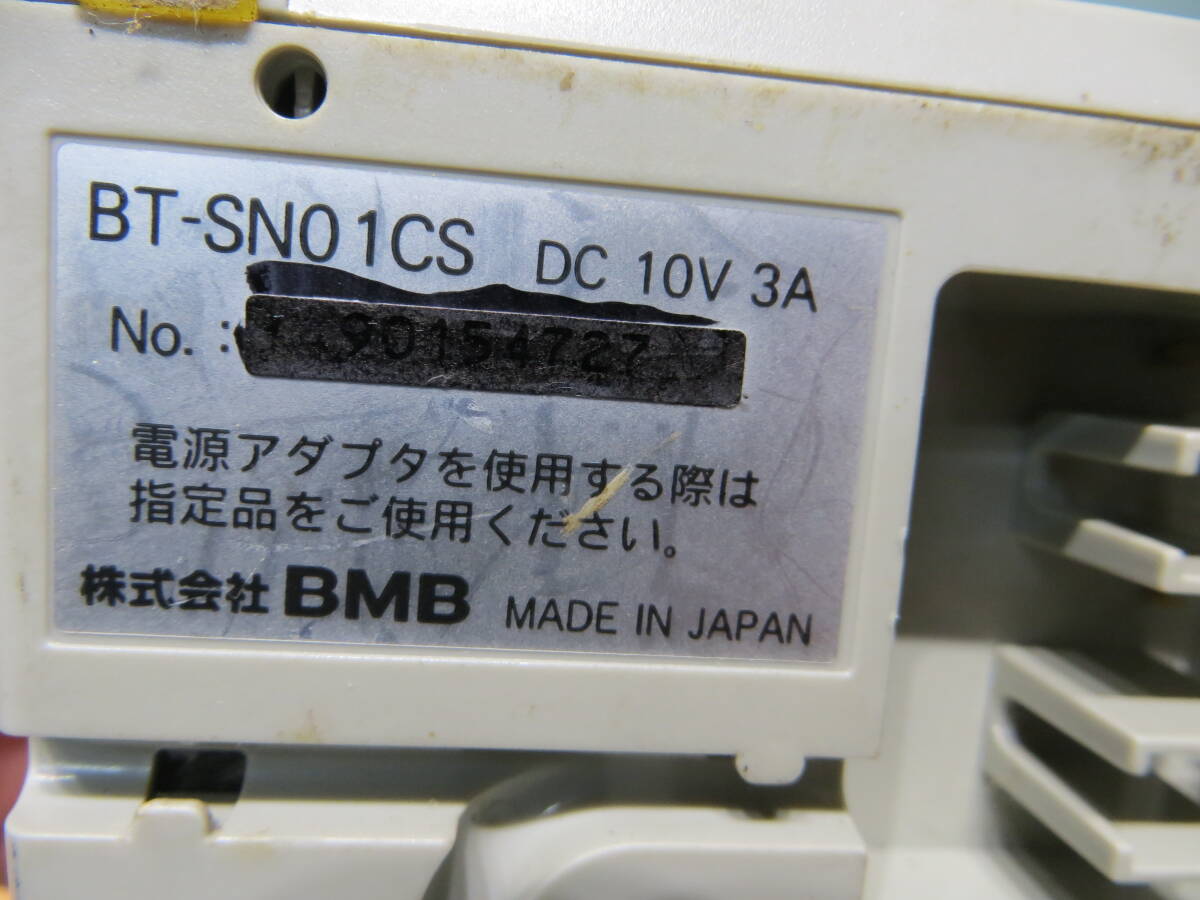 BT-SN01CS DC 10V 3A
No.: 90154727
電源アダプタを使用する際は
指定品をご使用ください。
株式会社 BMB MADE IN JAPAN